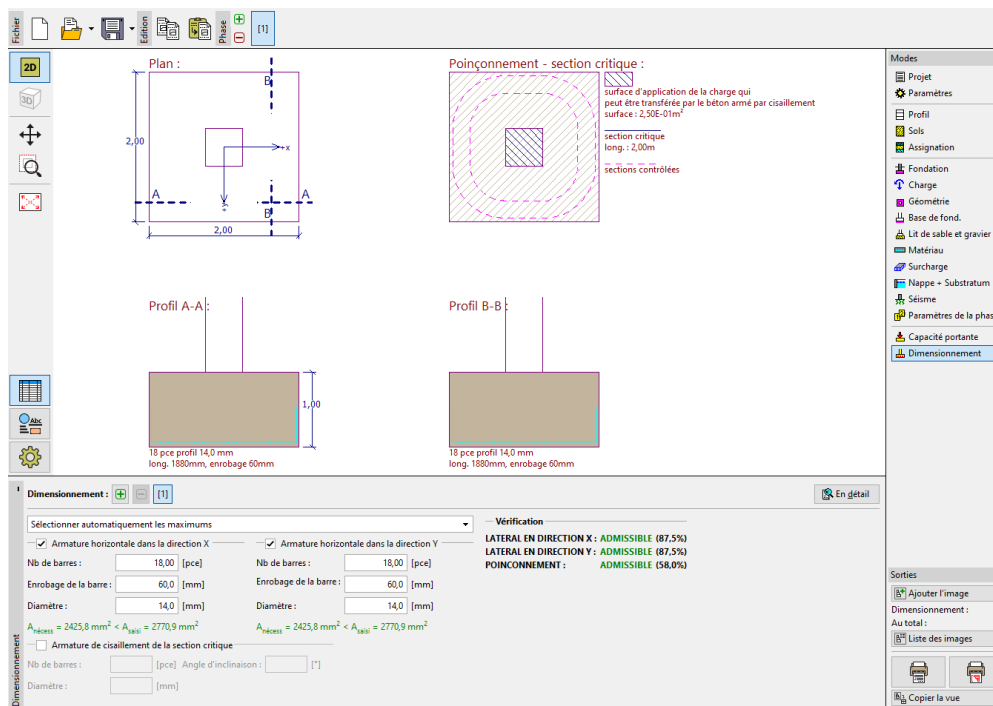 Fichier
Edition
Phase
[1]
2D
3D
Plan :
B
2,00
+x
A
A
+y
B
2,00
Poinçonnement - section critique :
surface d'application de la charge qui
peut être transférée par le béton armé par cisaillement
surface : 2,50E-01m²
section critique
long. : 2,00m
sections contrôlées
Profil A-A :
1,00
18 pce profil 14,0 mm
long. 1880mm, enrobage 60mm
Profil B-B :
18 pce profil 14,0 mm
long. 1880mm, enrobage 60mm
Modes
Projet
Paramètres
Profil
Sols
Assignation
Fondation
Charge
Géométrie
Base de fond.
Lit de sable et gravier
Matériau
Surcharge
Nappe + Substratum
Séisme
Paramètres de la phas
Capacité portante
Dimensionnement
Abc
Dimensionnement
Dimensionnement : [1]
En détail
Sélectionner automatiquement les maximums
Armature horizontale dans la direction X
Nb de barres : 18,00 [pce]
Enrobage de la barre : 60,0 [mm]
Diamètre : 14,0 [mm]
Anécess = 2425,8 mm² < Asaisi = 2770,9 mm²
Armature horizontale dans la direction Y
Nb de barres : 18,00 [pce]
Enrobage de la barre : 60,0 [mm]
Diamètre : 14,0 [mm]
Anécess = 2425,8 mm² < Asaisi = 2770,9 mm²
Armature de cisaillement de la section critique
Nb de barres : [pce] Angle d'inclinaison : [°]
Diamètre : [mm]
Vérification
LATERAL EN DIRECTION X : ADMISSIBLE (87,5%)
LATERAL EN DIRECTION Y : ADMISSIBLE (87,5%)
POINCONNEMENT : ADMISSIBLE (58,0%)
Sorties
Ajouter l'image
Dimensionnement :
Au total :
Liste des images
Copier la vue